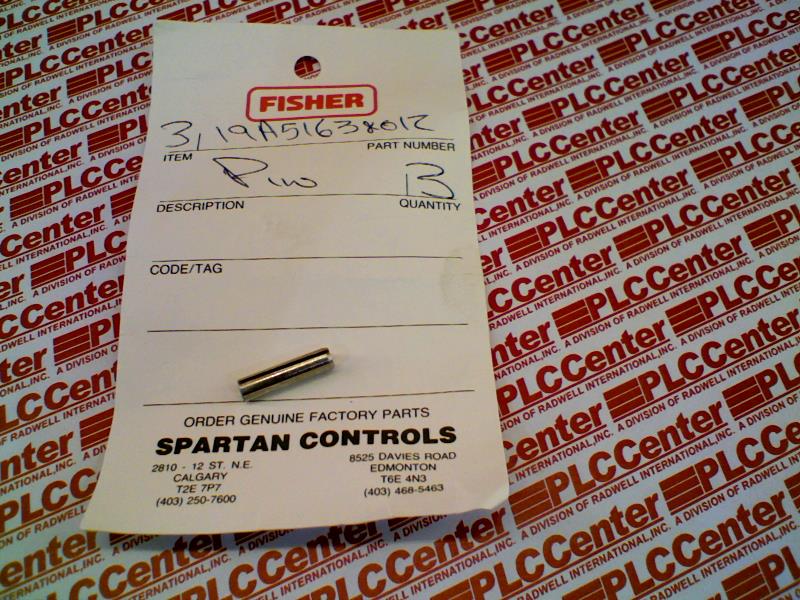 FISHER
3, 19A5163X012
ITEM PART NUMBER
Pin 13
DESCRIPTION QUANTITY
CODE/TAG
ORDER GENUINE FACTORY PARTS
SPARTAN CONTROLS
2810 - 12 ST. N.E.
CALGARY
T2E 7P7
(403) 250-7600
8525 DAVIES ROAD
EDMONTON
T6E 4N3
(403) 468-5463
PLCCenter
A DIVISION OF RADWELL INTERNATIONAL, INC.